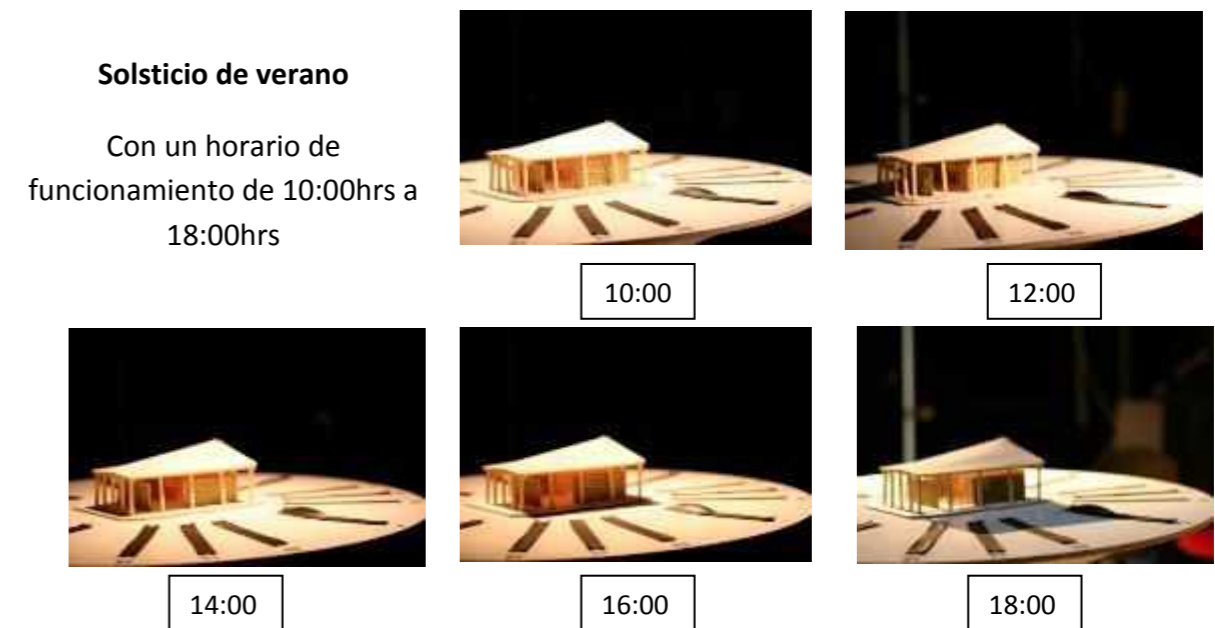 Solsticio de verano
Con un horario de
funcionamiento de 10:00hrs a
18:00hrs
10:00
12:00
14:00
16:00
18:00